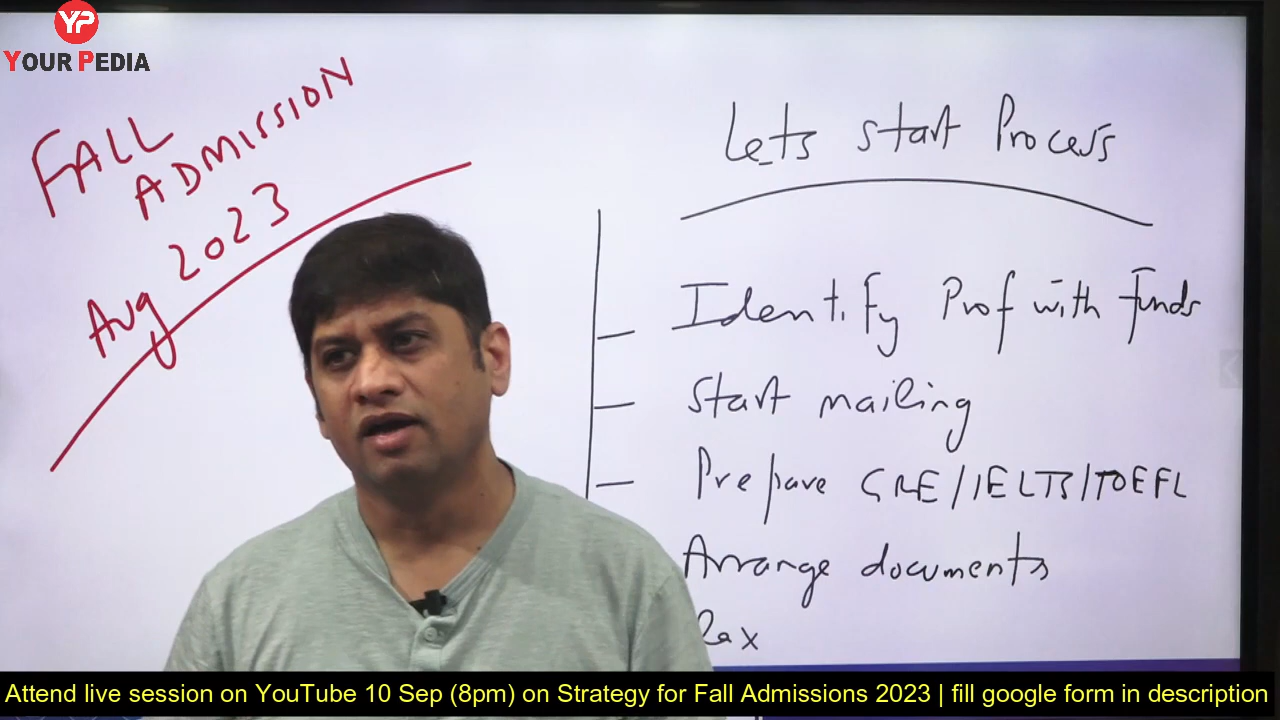 YP
YOUR PEDIA
FALL
ADMISSION
Aug 2023
Lets start Process
Identify Prof with funds
Start mailing
Prepare GRE/IELTS/TOEFL
Arrange documents
Attend live session on YouTube 10 Sep (8pm) on Strategy for Fall Admissions 2023 | fill google form in description